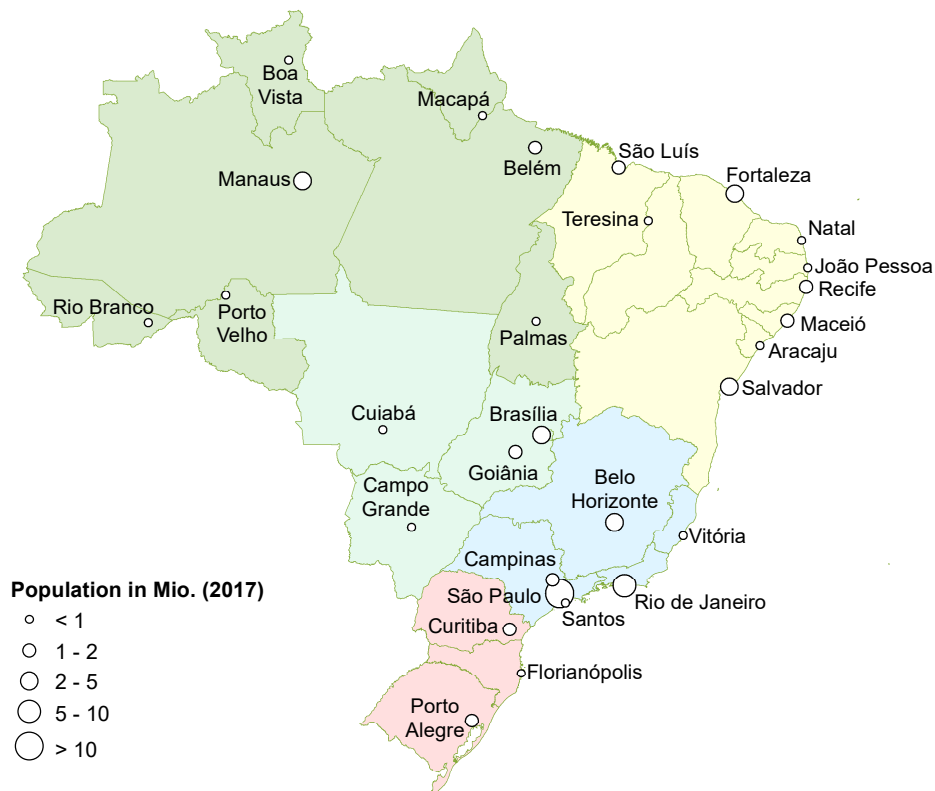 Boa
Vista
Macapá
Belém
São Luís
Manaus
Fortaleza
Teresina
Natal
João Pessoa
Recife
Rio Branco
Porto
Velho
Palmas
Maceió
Aracaju
Salvador
Cuiabá
Brasília
Goiânia
Campo
Grande
Belo
Horizonte
Vitória
Campinas
São Paulo
Rio de Janeiro
Santos
Curitiba
Florianópolis
Porto
Alegre
Population in Mio. (2017)
< 1
1 - 2
2 - 5
5 - 10
> 10